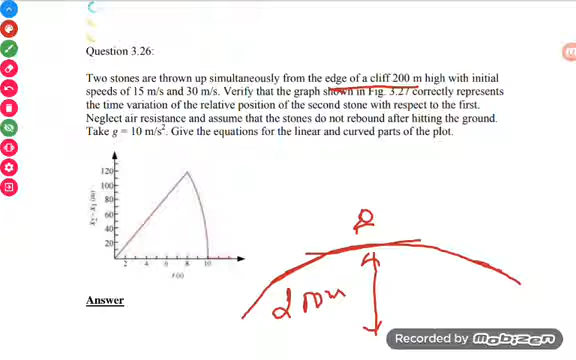 Question 3.26:
Two stones are thrown up simultaneously from the edge of a cliff 200 m high with initial
speeds of 15 m/s and 30 m/s. Verify that the graph shown in Fig. 3.27 correctly represents
the time variation of the relative position of the second stone with respect to the first.
Neglect air resistance and assume that the stones do not rebound after hitting the ground.
Take g = 10 m/s². Give the equations for the linear and curved parts of the plot.
120
100
80
60
40
20
X₂ – X₁ (m)
2 4 6 8 10
t (s)
200m
Answer
Recorded by Mobizen